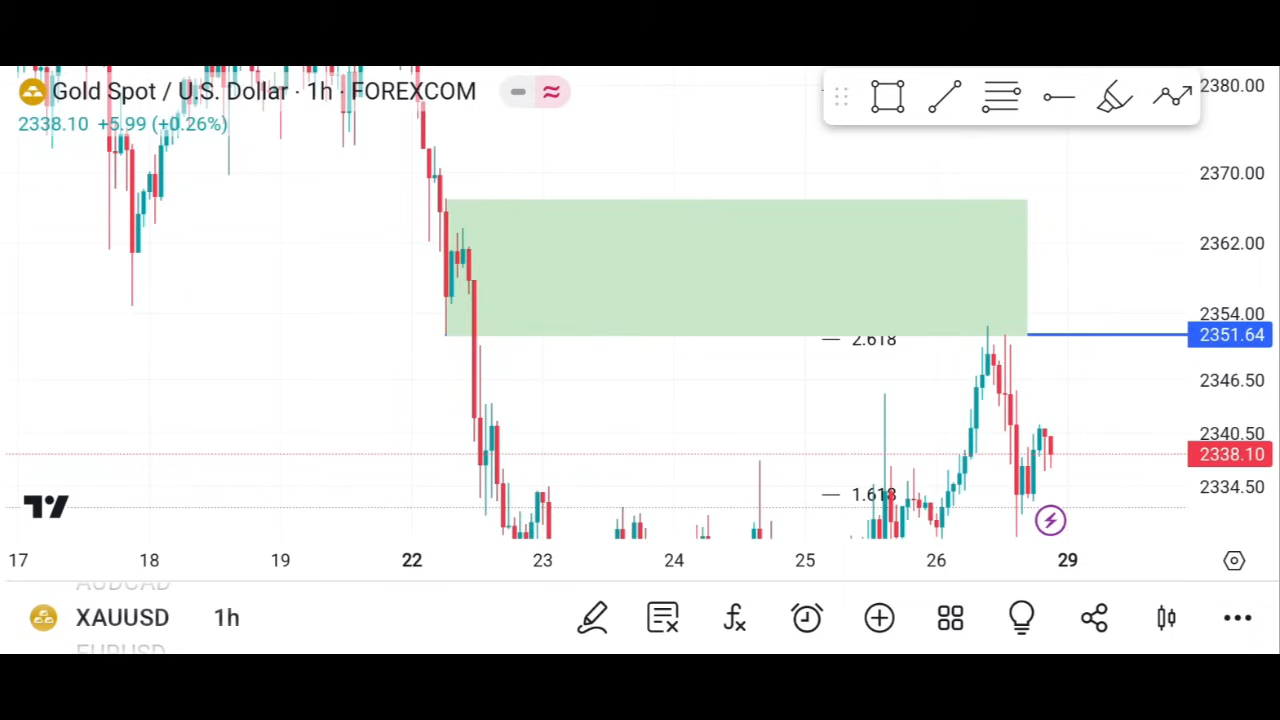 Gold Spot / U.S. Dollar · 1h · FOREXCOM
2338.10 +5.99 (+0.26%)
2380.00
2370.00
2362.00
2354.00
2351.64
2.618
2346.50
2340.50
2338.10
1.618
2334.50
17 18 19 22 23 24 25 26 29
AUDCAD
XAUUSD 1h
EURUSD